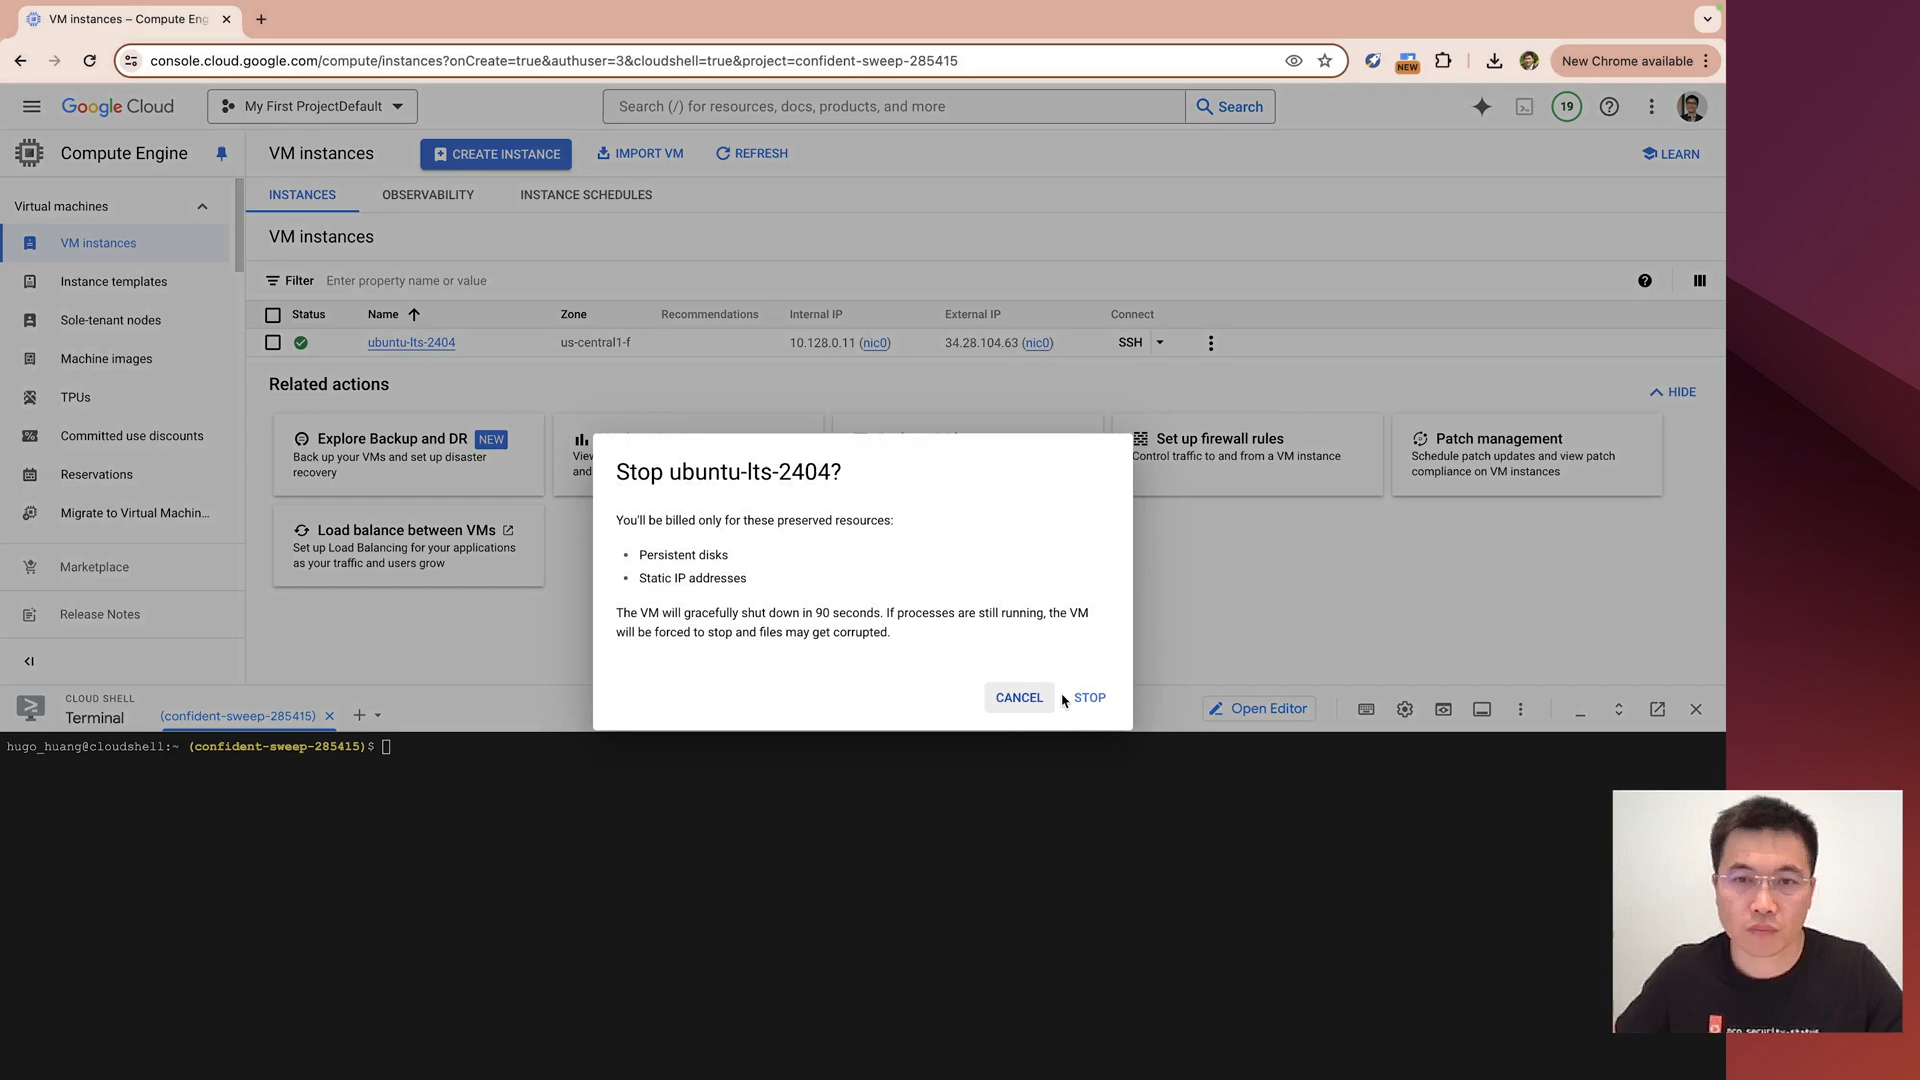 VM instances – Compute Eng
console.cloud.google.com/compute/instances?onCreate=true&authuser=3&cloudshell=true&project=confident-sweep-285415
NEW
New Chrome available
Google Cloud
My First ProjectDefault
Search (/) for resources, docs, products, and more
Search
19
Compute Engine
VM instances
CREATE INSTANCE
IMPORT VM
REFRESH
LEARN
Virtual machines
VM instances
Instance templates
Sole-tenant nodes
Machine images
TPUs
Committed use discounts
Reservations
Migrate to Virtual Machin...
Marketplace
Release Notes
INSTANCES
OBSERVABILITY
INSTANCE SCHEDULES
VM instances
Filter Enter property name or value
Status Name Zone Recommendations Internal IP External IP Connect
ubuntu-lts-2404 us-central1-f 10.128.0.11 (nic0) 34.28.104.63 (nic0) SSH
Related actions
HIDE
Explore Backup and DR NEW
Back up your VMs and set up disaster
recovery
View
and
Set up firewall rules
Control traffic to and from a VM instance
Patch management
Schedule patch updates and view patch
compliance on VM instances
Load balance between VMs
Set up Load Balancing for your applications
as your traffic and users grow
Stop ubuntu-lts-2404?
You'll be billed only for these preserved resources:
• Persistent disks
• Static IP addresses
The VM will gracefully shut down in 90 seconds. If processes are still running, the VM
will be forced to stop and files may get corrupted.
CANCEL
STOP
CLOUD SHELL
Terminal
(confident-sweep-285415)
Open Editor
hugo_huang@cloudshell:~ (confident-sweep-285415)$
pro security-status